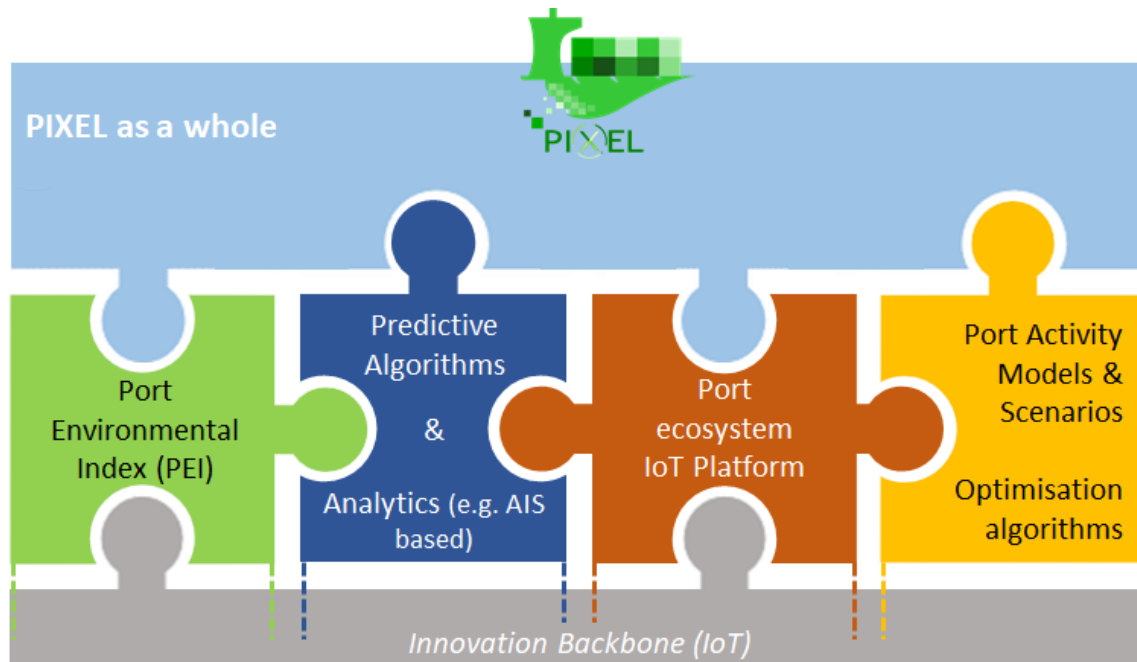 PIXEL
PIXEL as a whole
Port
Environmental
Index (PEI)
Predictive
Algorithms
&
Analytics (e.g. AIS
based)
Port
ecosystem
IoT Platform
Port Activity
Models &
Scenarios
Optimisation
algorithms
Innovation Backbone (IoT)